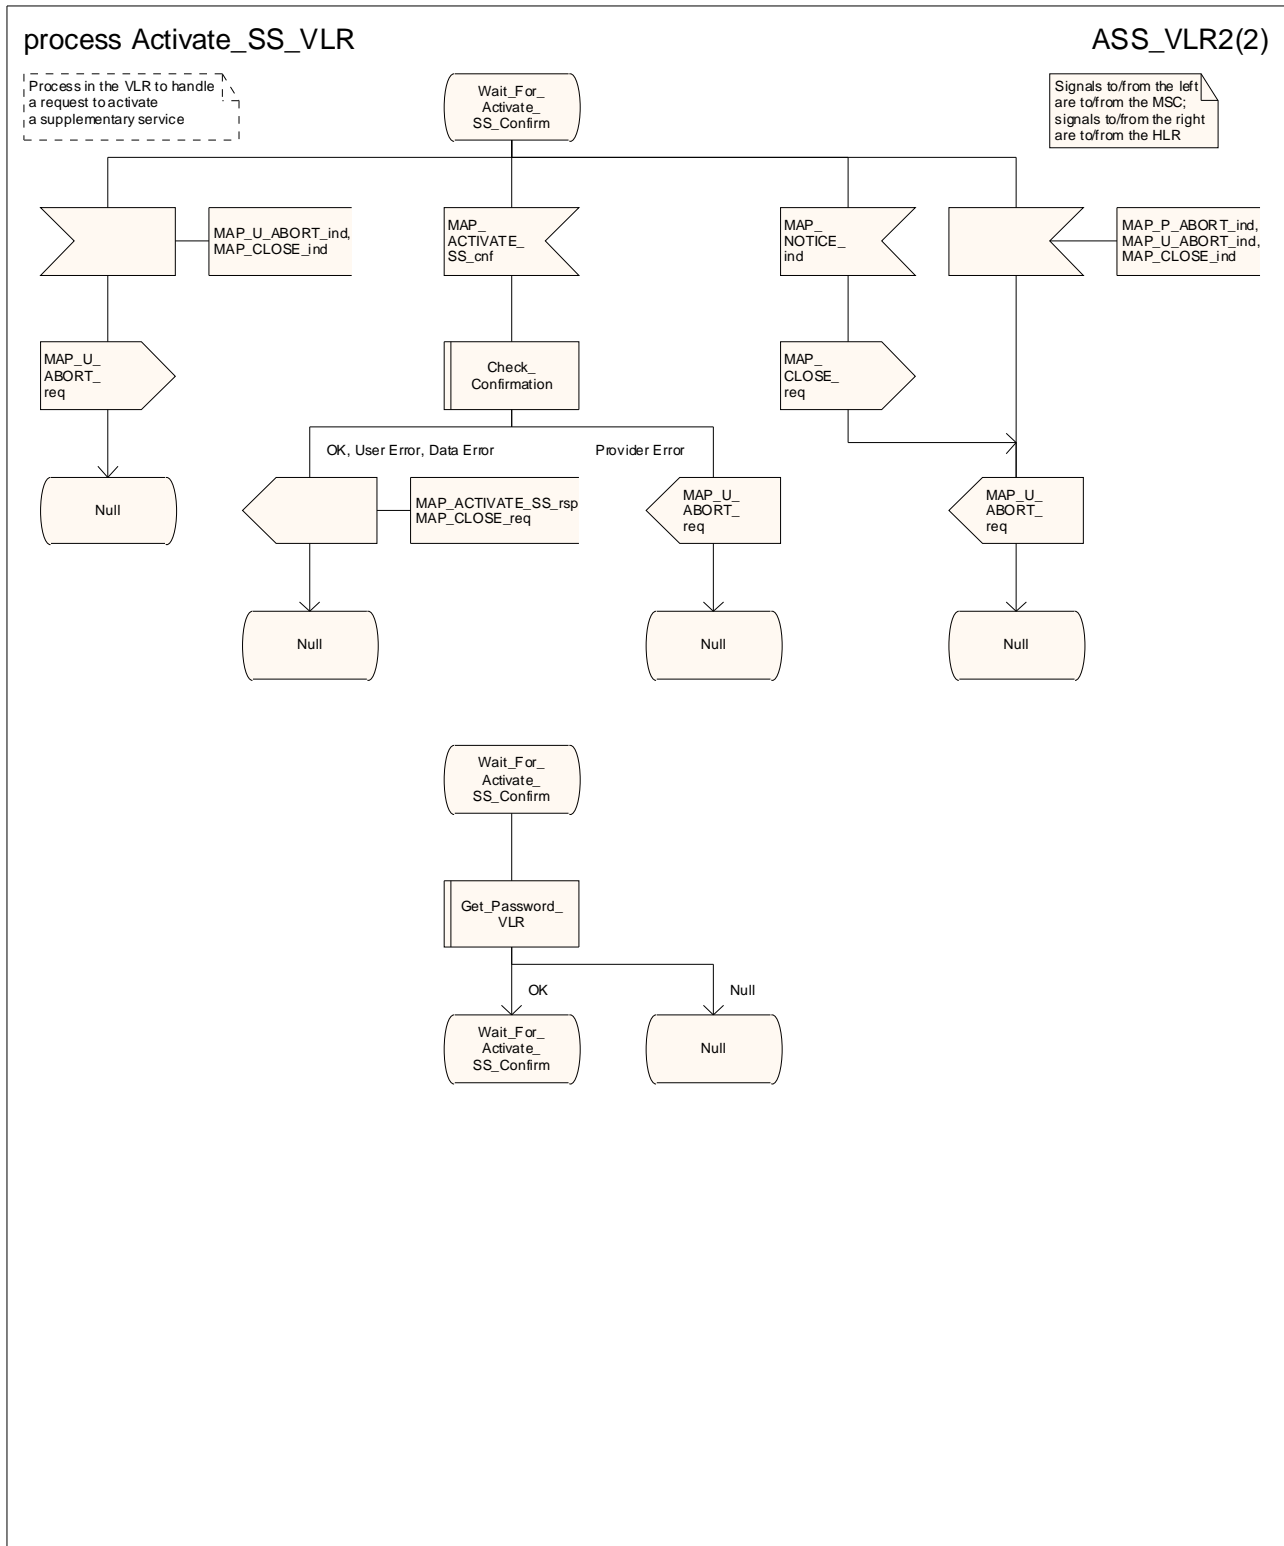 process Activate_SS_VLR
ASS_VLR2(2)
Process in the VLR to handle
a request to activate
a supplementary service
Wait_For_
Activate_
SS_Confirm
Signals to/from the left
are to/from the MSC;
signals to/from the right
are to/from the HLR
MAP_U_ABORT_ind,
MAP_CLOSE_ind
MAP_
ACTIVATE_
SS_cnf
MAP_
NOTICE_
ind
MAP_P_ABORT_ind,
MAP_U_ABORT_ind,
MAP_CLOSE_ind
MAP_U_
ABORT_
req
Check_
Confirmation
MAP_
CLOSE_
req
OK, User Error, Data Error
Provider Error
Null
MAP_ACTIVATE_SS_rsp
MAP_CLOSE_req
MAP_U_
ABORT_
req
MAP_U_
ABORT_
req
Null
Null
Null
Wait_For_
Activate_
SS_Confirm
Get_Password_
VLR
OK
Null
Wait_For_
Activate_
SS_Confirm
Null